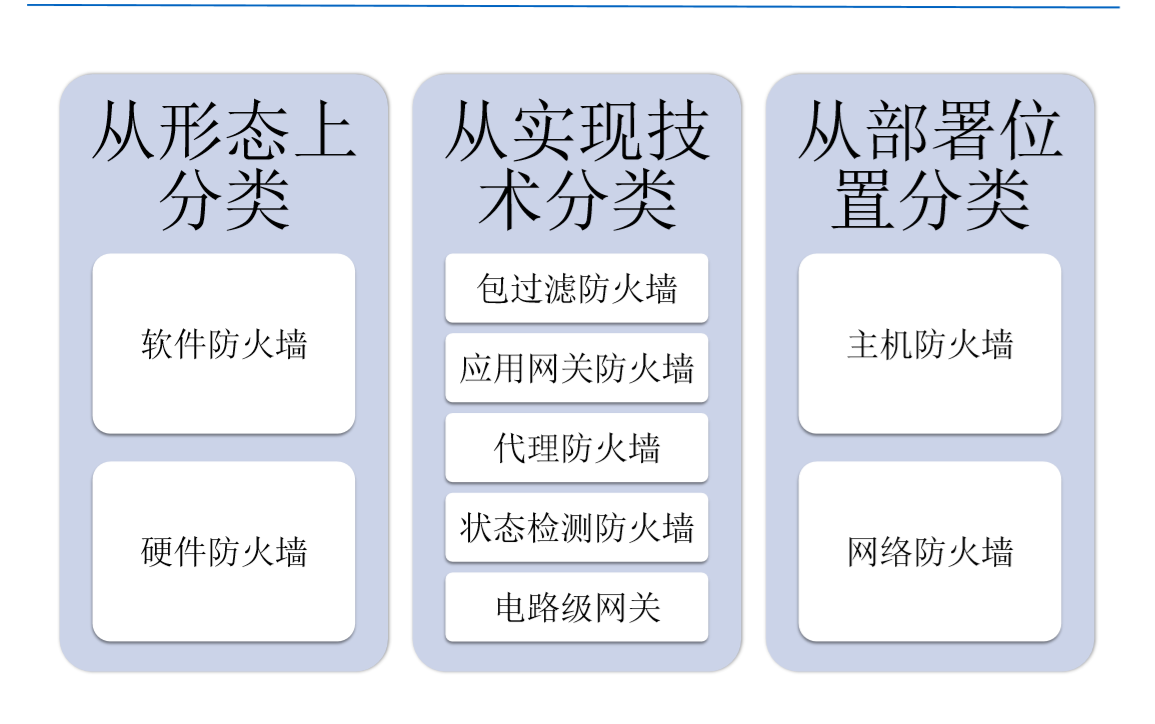 从形态上
分类
软件防火墙
硬件防火墙
从实现技
术分类
包过滤防火墙
应用网关防火墙
代理防火墙
状态检测防火墙
电路级网关
从部署位
置分类
主机防火墙
网络防火墙